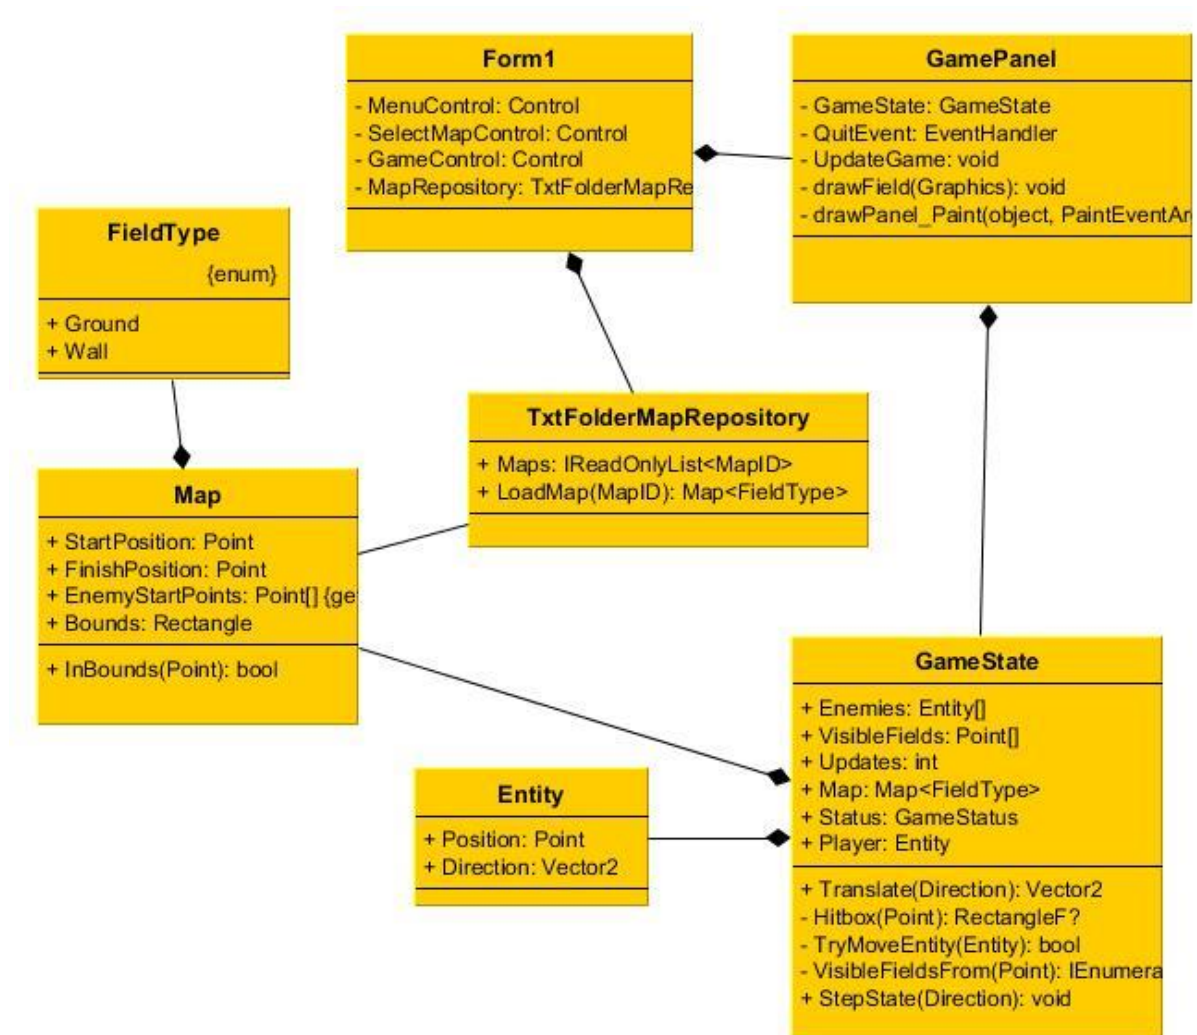 Form1
- MenuControl: Control
- SelectMapControl: Control
- GameControl: Control
- MapRepository: TxtFolderMapRe
GamePanel
- GameState: GameState
- QuitEvent: EventHandler
- UpdateGame: void
- drawField(Graphics): void
- drawPanel_Paint(object, PaintEventAr
FieldType
{enum}
+ Ground
+ Wall
TxtFolderMapRepository
+ Maps: IReadOnlyList<MapID>
+ LoadMap(MapID): Map<FieldType>
Map
+ StartPosition: Point
+ FinishPosition: Point
+ EnemyStartPoints: Point[] {ge
+ Bounds: Rectangle
+ InBounds(Point): bool
GameState
+ Enemies: Entity[]
+ VisibleFields: Point[]
+ Updates: int
+ Map: Map<FieldType>
+ Status: GameStatus
+ Player: Entity
+ Translate(Direction): Vector2
- Hitbox(Point): RectangleF?
- TryMoveEntity(Entity): bool
- VisibleFieldsFrom(Point): IEnumera
+ StepState(Direction): void
Entity
+ Position: Point
+ Direction: Vector2